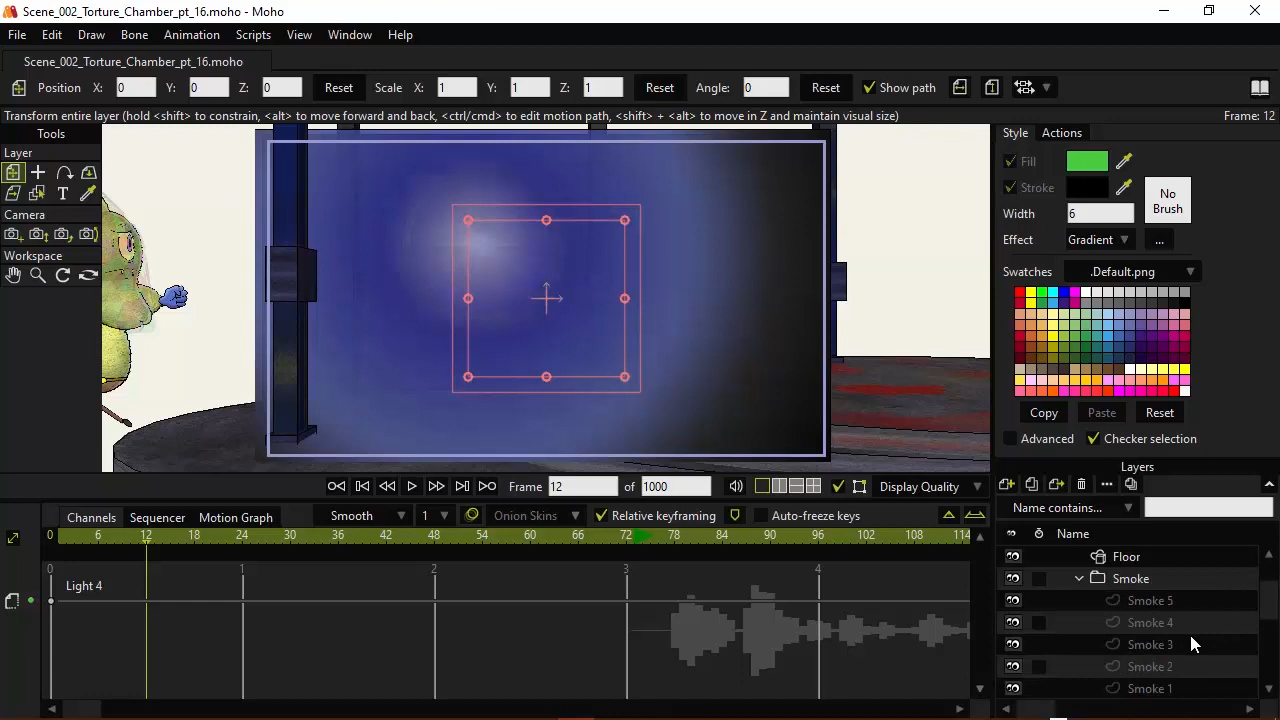 Scene_002_Torture_Chamber_pt_16.moho - Moho
File Edit Draw Bone Animation Scripts View Window Help
Scene_002_Torture_Chamber_pt_16.moho
Position X: 0 Y: 0 Z: 0 Reset Scale X: 1 Y: 1 Z: 1 Reset Angle: 0 Reset Show path
Transform entire layer (hold <shift> to constrain, <alt> to move forward and back, <ctrl/cmd> to edit motion path, <shift> + <alt> to move in Z and maintain visual size) Frame: 12
Tools
Layer
T
Camera
Workspace
Style Actions
Fill
Stroke
No
Brush
Width 6
Effect Gradient ...
Swatches .Default.png
Copy Paste Reset
Advanced Checker selection
Layers
Frame 12 of 1000 Display Quality
Channels Sequencer Motion Graph Smooth 1 Onion Skins Relative keyframing Auto-freeze keys
0 6 12 18 24 30 36 42 48 54 60 66 72 78 84 90 96 102 108 114
0 1 2 3 4
Light 4
Name contains...
Name
Floor
Smoke
Smoke 5
Smoke 4
Smoke 3
Smoke 2
Smoke 1